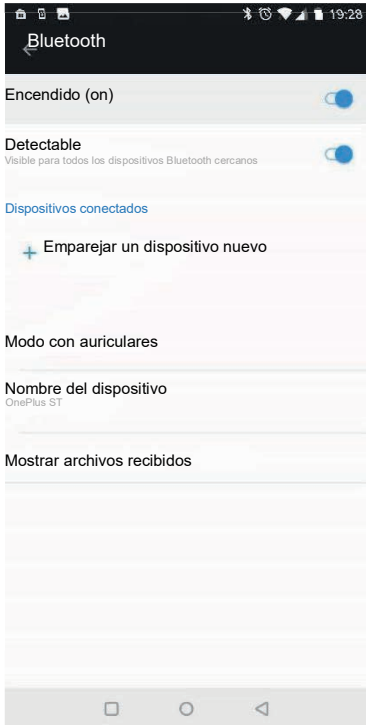 19:28
Bluetooth
Encendido (on)
Detectable
Visible para todos los dispositivos Bluetooth cercanos
Dispositivos conectados
Emparejar un dispositivo nuevo
Modo con auriculares
Nombre del dispositivo
OnePlus ST
Mostrar archivos recibidos